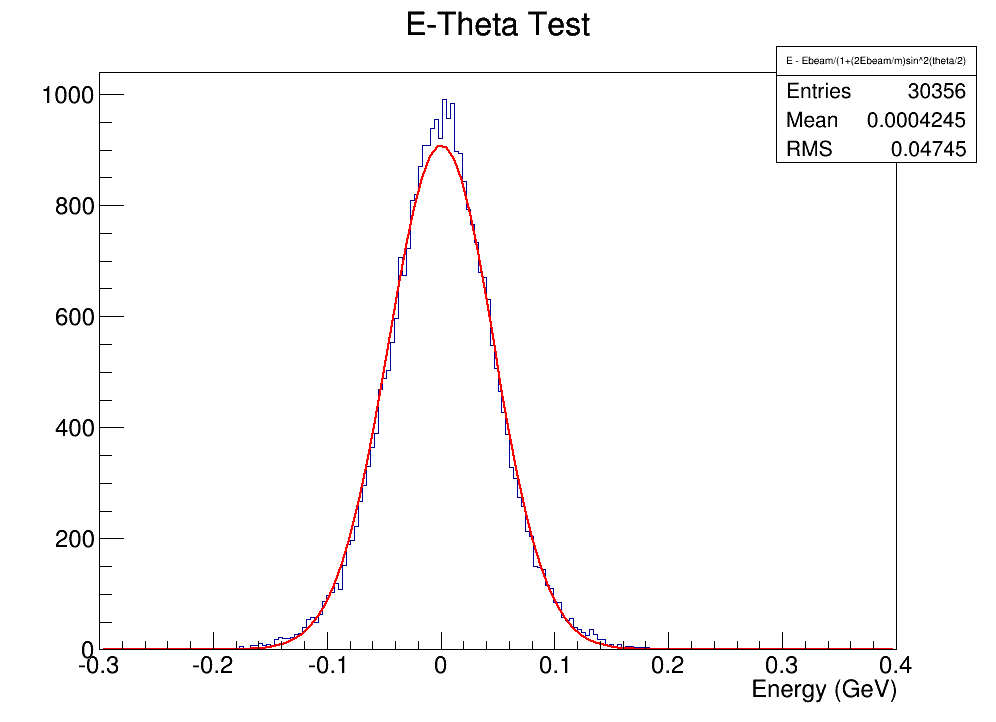 E-Theta Test
E - Ebeam/(1+(2Ebeam/m)sin^2(theta/2)
Entries 30356
Mean 0.0004245
RMS 0.04745
1000
800
600
400
200
0
-0.3 -0.2 -0.1 0 0.1 0.2 0.3 0.4
Energy (GeV)